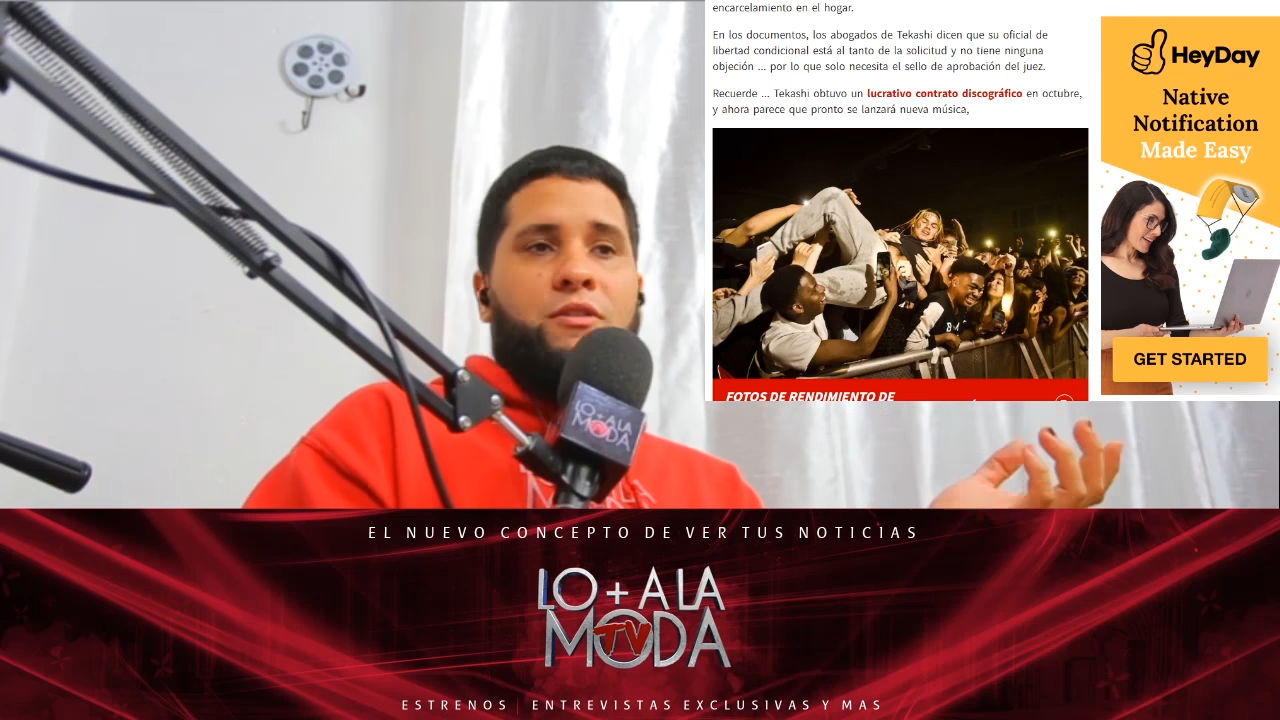 encarcelamiento en el hogar.
En los documentos, los abogados de Tekashi dicen que su oficial de
libertad condicional está al tanto de la solicitud y no tiene ninguna
objeción ... por lo que solo necesita el sello de aprobación del juez.
Recuerde ... Tekashi obtuvo un lucrativo contrato discográfico en octubre,
y ahora parece que pronto se lanzará nueva música,
FOTOS DE RENDIMIENTO DE
HeyDay
Native
Notification
Made Easy
GET STARTED
LO+ALA
MODA
EL NUEVO CONCEPTO DE VER TUS NOTICIAS
LO+ALA
MODA
TV
ESTRENOS ENTREVISTAS EXCLUSIVAS Y MAS